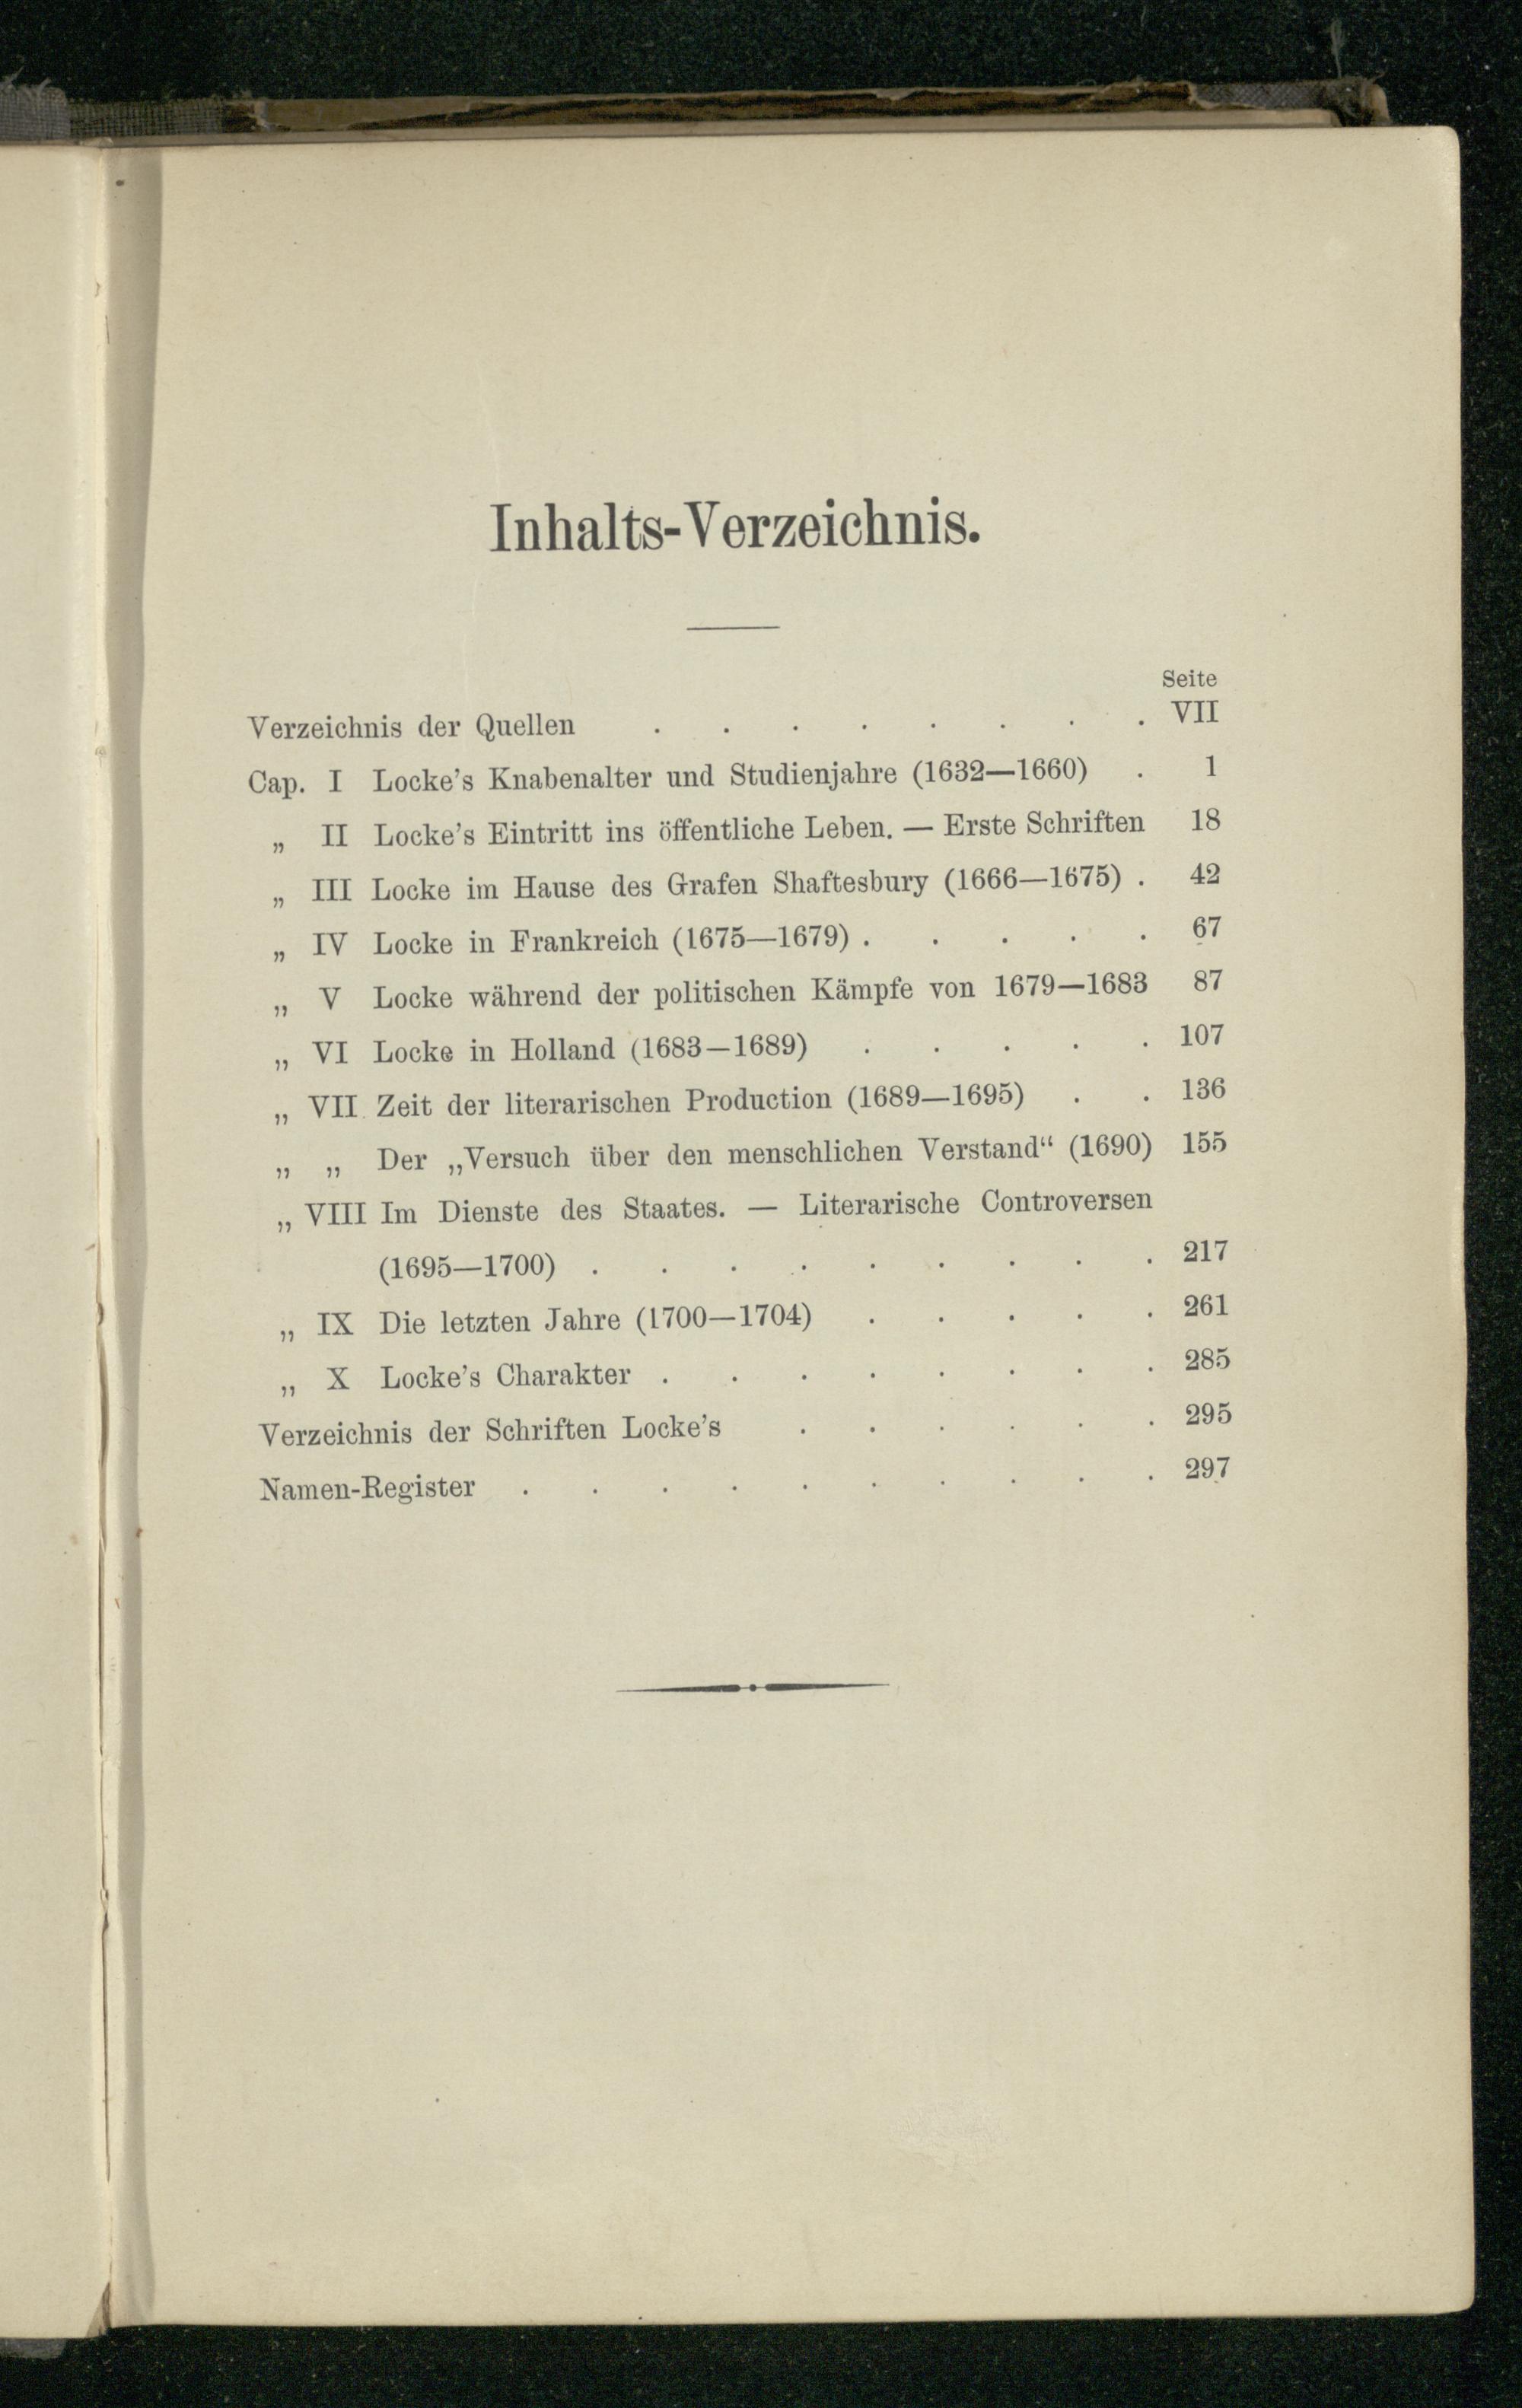 Inhalts-Verzeichnis.
Seite
Verzeichnis der Quellen . . . . . . . . VII
Cap. I Locke's Knabenalter und Studienjahre (1632—1660) . 1
„ II Locke's Eintritt ins öffentliche Leben. — Erste Schriften 18
„ III Locke im Hause des Grafen Shaftesbury (1666—1675) . 42
„ IV Locke in Frankreich (1675—1679) . . . . . 67
„ V Locke während der politischen Kämpfe von 1679—1683 87
„ VI Locke in Holland (1683—1689) . . . . . 107
„ VII Zeit der literarischen Production (1689—1695) . . 136
„ „ Der „Versuch über den menschlichen Verstand“ (1690) 155
„ VIII Im Dienste des Staates. — Literarische Controversen
(1695—1700) . . . . . . . . . 217
„ IX Die letzten Jahre (1700—1704) . . . . . 261
„ X Locke's Charakter . . . . . . . . 285
Verzeichnis der Schriften Locke's . . . . . . 295
Namen-Register . . . . . . . . . . 297